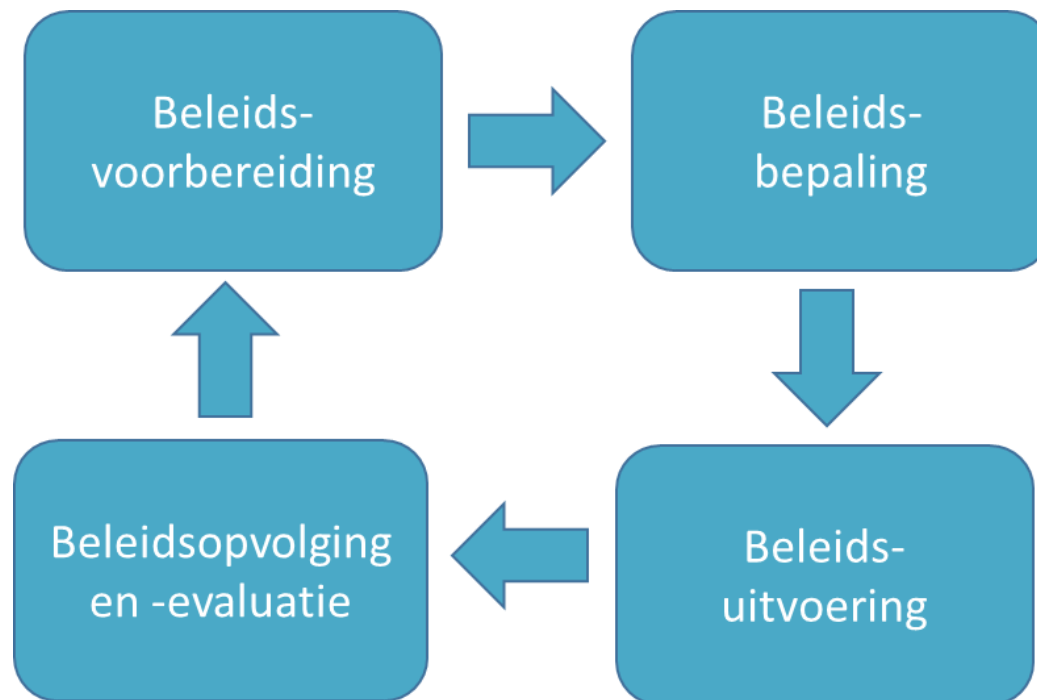 Beleids-
voorbereiding
Beleids-
bepaling
Beleidsopvolging
en -evaluatie
Beleids-
uitvoering